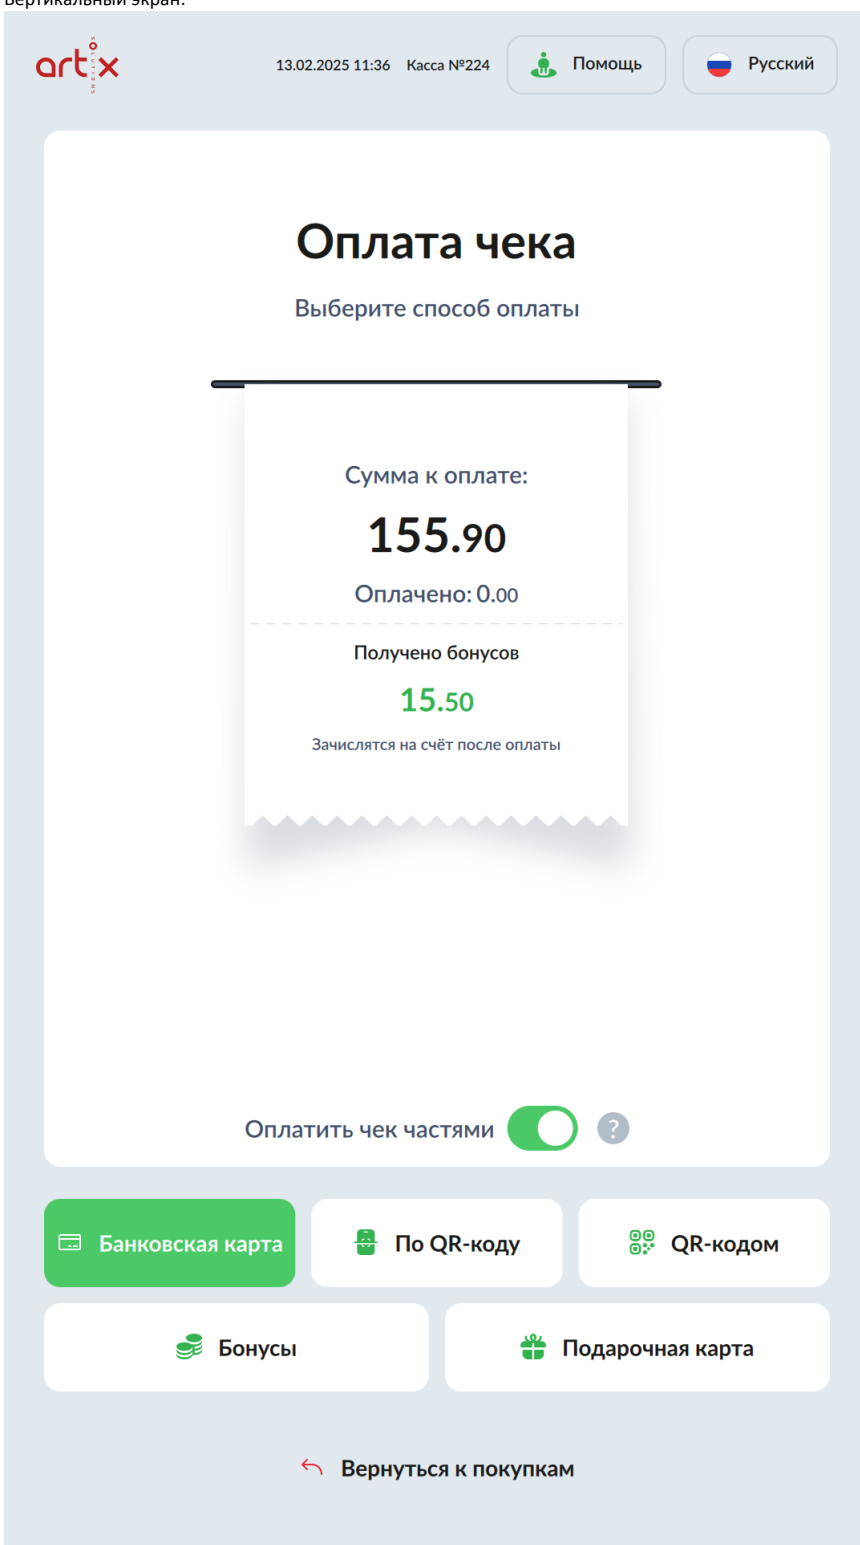 Вертикальный экран:
artix
SOLUTIONS
13.02.2025 11:36 Касса №224 Помощь Русский
Оплата чека
Выберите способ оплаты
Сумма к оплате:
155.90
Оплачено: 0.00
Получено бонусов
15.50
Зачислятся на счёт после оплаты
Оплатить чек частями ?
Банковская карта По QR-коду QR-кодом
Бонусы Подарочная карта
Вернуться к покупкам